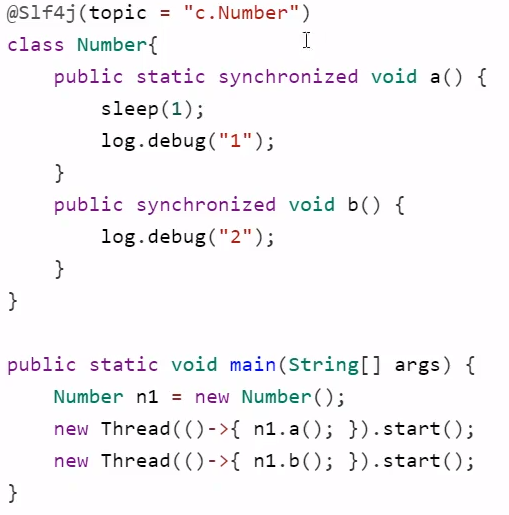 @Slf4j(topic = "c.Number")
class Number{
    public static synchronized void a() {
        sleep(1);
        log.debug("1");
    }
    public synchronized void b() {
        log.debug("2");
    }
}

public static void main(String[] args) {
    Number n1 = new Number();
    new Thread(()->{ n1.a(); }).start();
    new Thread(()->{ n1.b(); }).start();
}